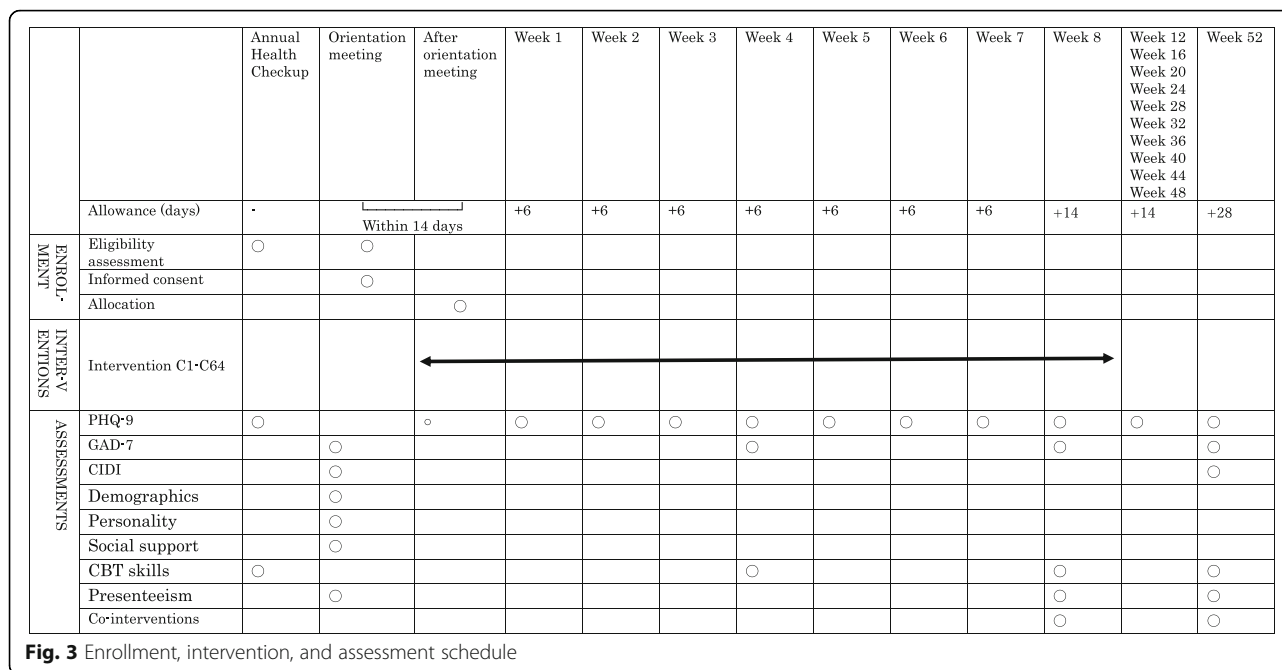 Annual Health Checkup
Orientation meeting
After orientation meeting
Week 1
Week 2
Week 3
Week 4
Week 5
Week 6
Week 7
Week 8
Week 12
Week 16
Week 20
Week 24
Week 28
Week 32
Week 36
Week 40
Week 44
Week 48
Week 52
Allowance (days) - Within 14 days +6 +6 +6 +6 +6 +6 +6 +14 +14 +28
ENROL-MENT
Eligibility assessment ○ ○
Informed consent ○
Allocation ○
INTER-VENTIONS
Intervention C1-C64
ASSESSMENTS
PHQ-9 ○ ○ ○ ○ ○ ○ ○ ○ ○ ○ ○ ○
GAD-7 ○ ○ ○ ○
CIDI ○ ○
Demographics ○
Personality ○
Social support ○
CBT skills ○ ○ ○ ○
Presenteeism ○ ○ ○
Co-interventions ○ ○
Fig. 3 Enrollment, intervention, and assessment schedule